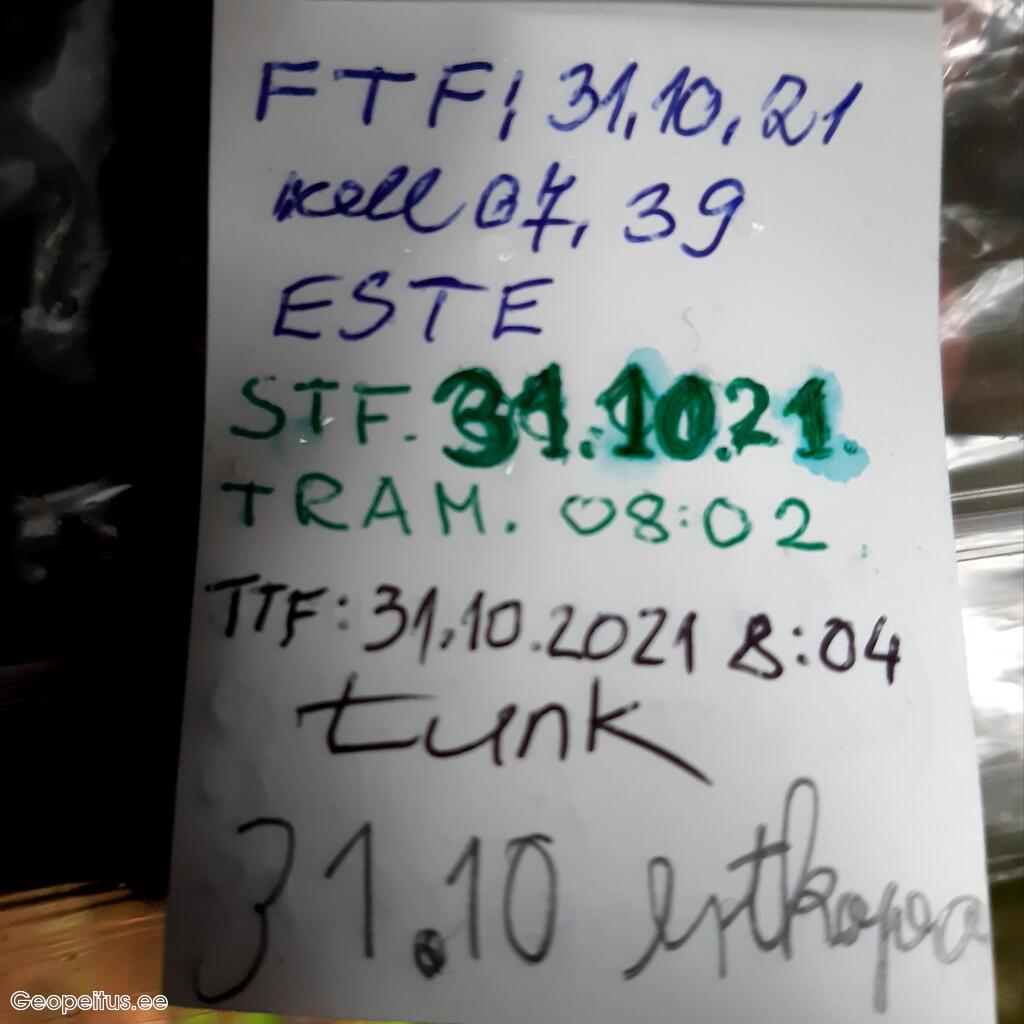 FTF; 31.10.21
kell 07,39
ESTE
STF. 31.10.21.
TRAM. 08:02.
TTF: 31.10.2021 8:04
tunk
31.10
Geopeitus.ee